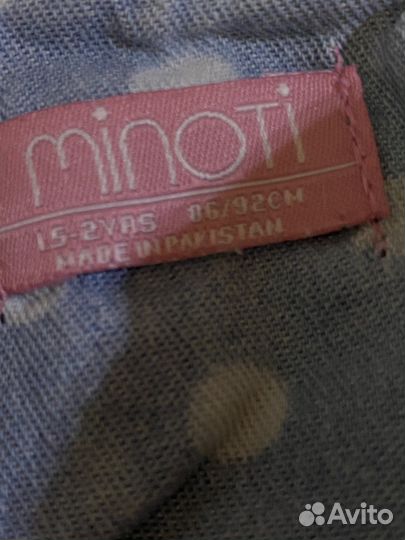 minoti
1.5-2YRS 86/92CM
MADE IN PAKISTAN
Avito